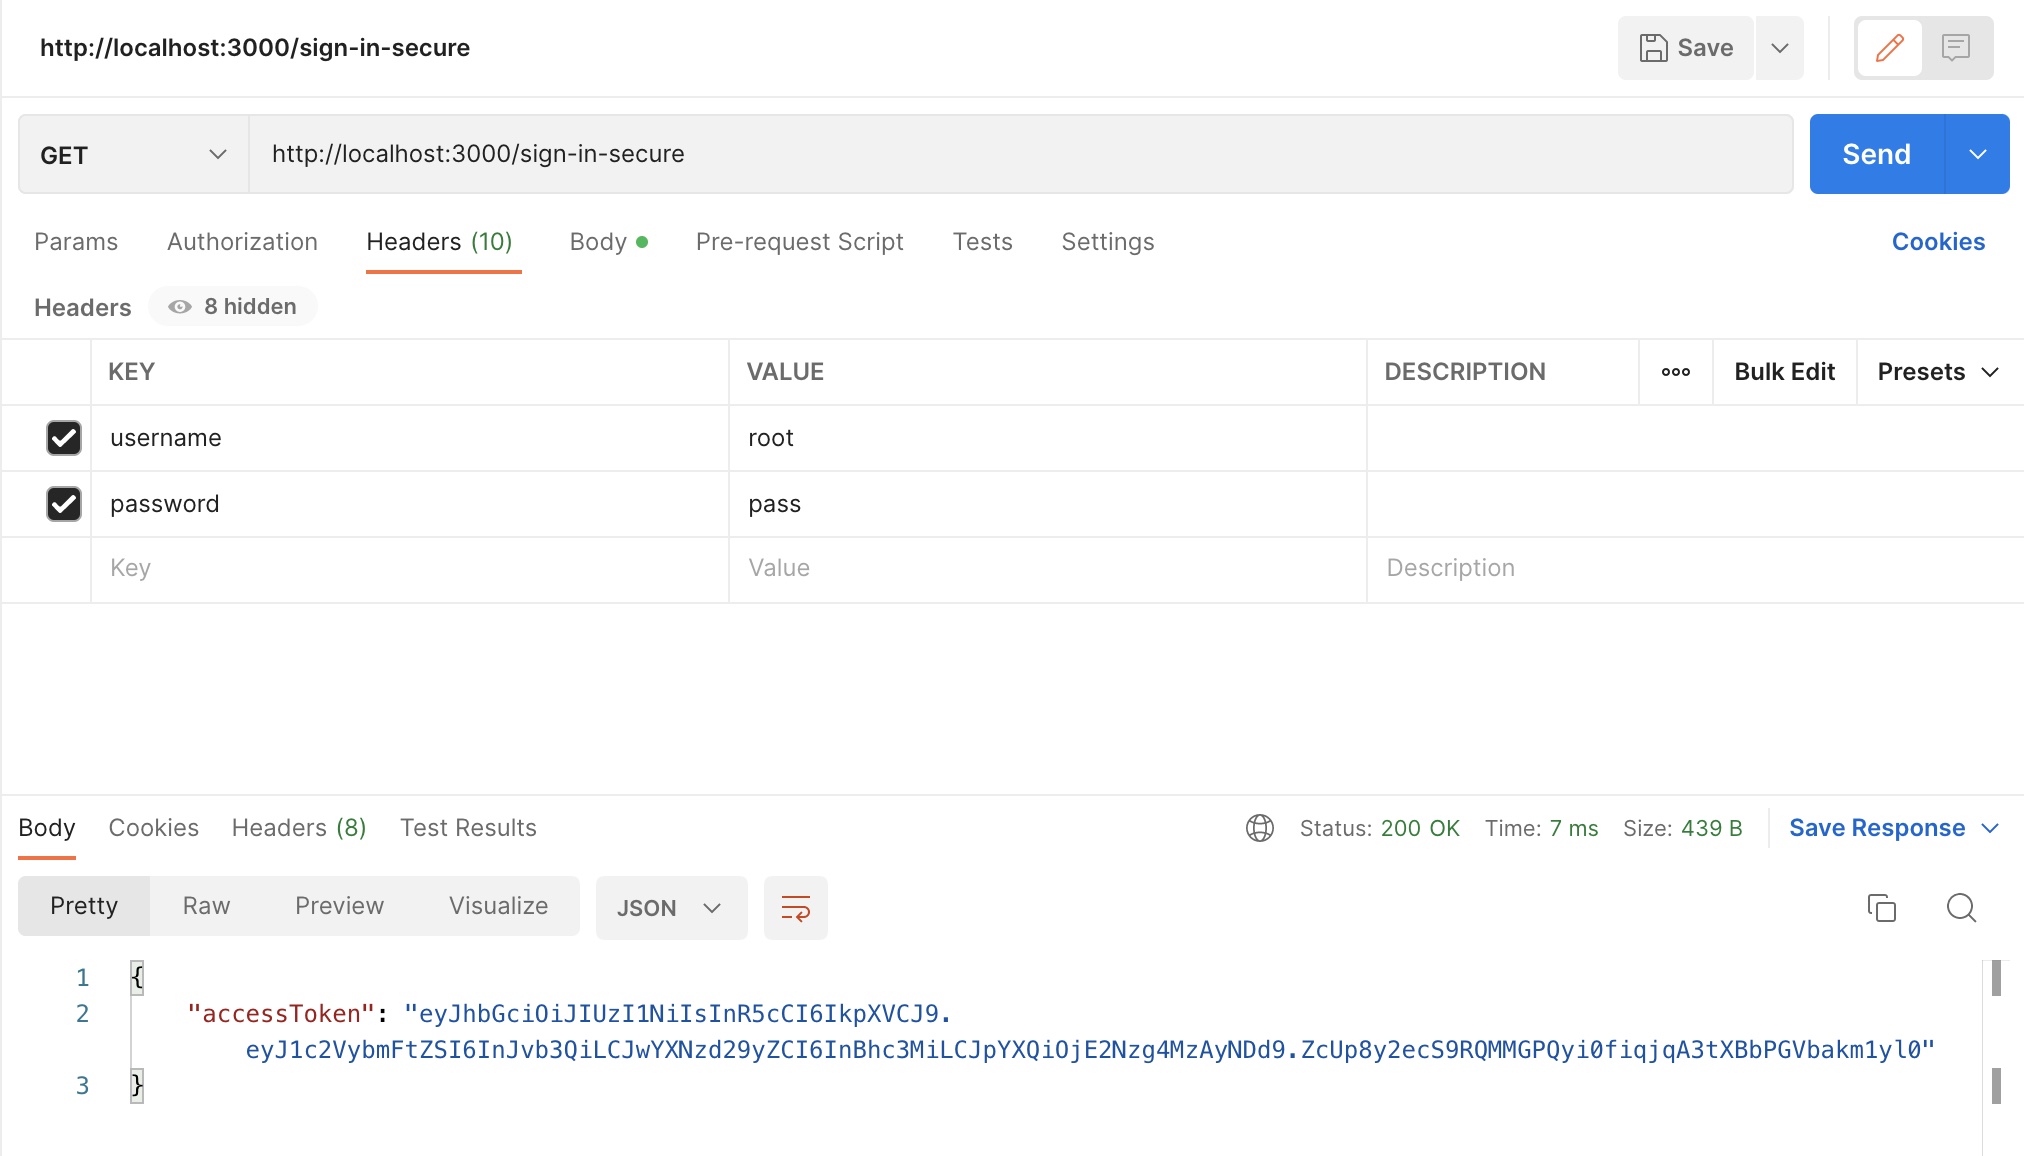 http://localhost:3000/sign-in-secure
Save
GET
http://localhost:3000/sign-in-secure
Send
Params Authorization Headers (10) Body Pre-request Script Tests Settings Cookies
Headers 8 hidden
KEY VALUE DESCRIPTION Bulk Edit Presets
username root
password pass
Key Value Description
Body Cookies Headers (8) Test Results Status: 200 OK Time: 7 ms Size: 439 B Save Response
Pretty Raw Preview Visualize JSON
1 {
2 "accessToken": "eyJhbGciOiJIUzI1NiIsInR5cCI6IkpXVCJ9.
eyJ1c2VybmFtZSI6InJvb3QiLCJwYXNzd29yZCI6InBhc3MiLCJpYXQiOjE2Nzg4MzAyNDd9.ZcUp8y2ecS9RQMMGPQyi0fiqjqA3tXBbPGVbakm1yl0"
3 }